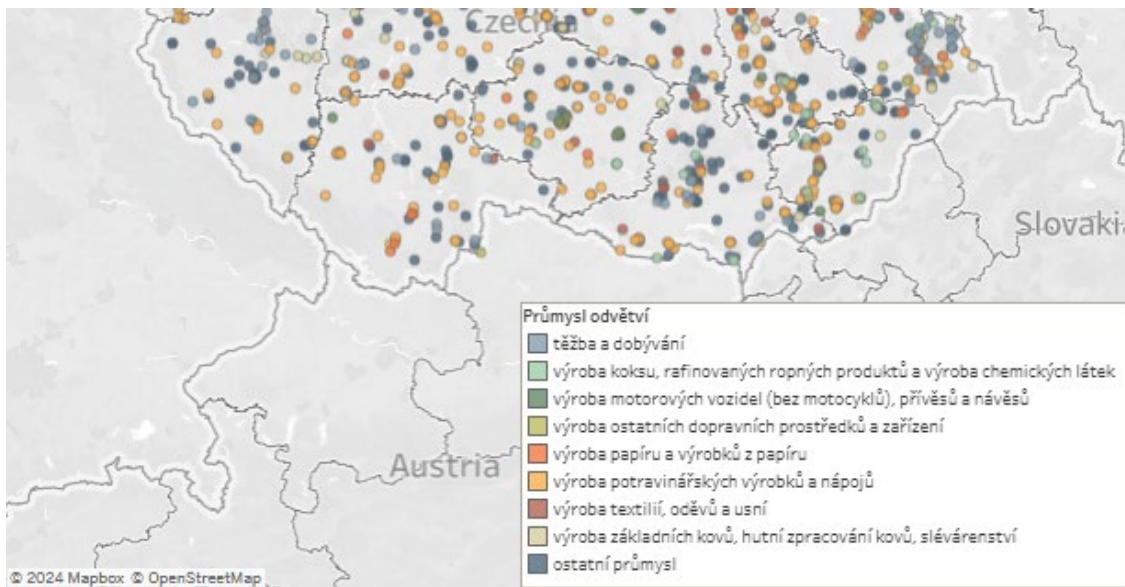 Czechia
Slovakia
Austria
Průmysl odvětví
těžba a dobývání
výroba koksu, rafinovaných ropných produktů a výroba chemických látek
výroba motorových vozidel (bez motocyklů), přívěsů a návěsů
výroba ostatních dopravních prostředků a zařízení
výroba papíru a výrobků z papíru
výroba potravinářských výrobků a nápojů
výroba textilií, oděvů a usní
výroba základních kovů, hutní zpracování kovů, slévárenství
ostatní průmysl
© 2024 Mapbox © OpenStreetMap